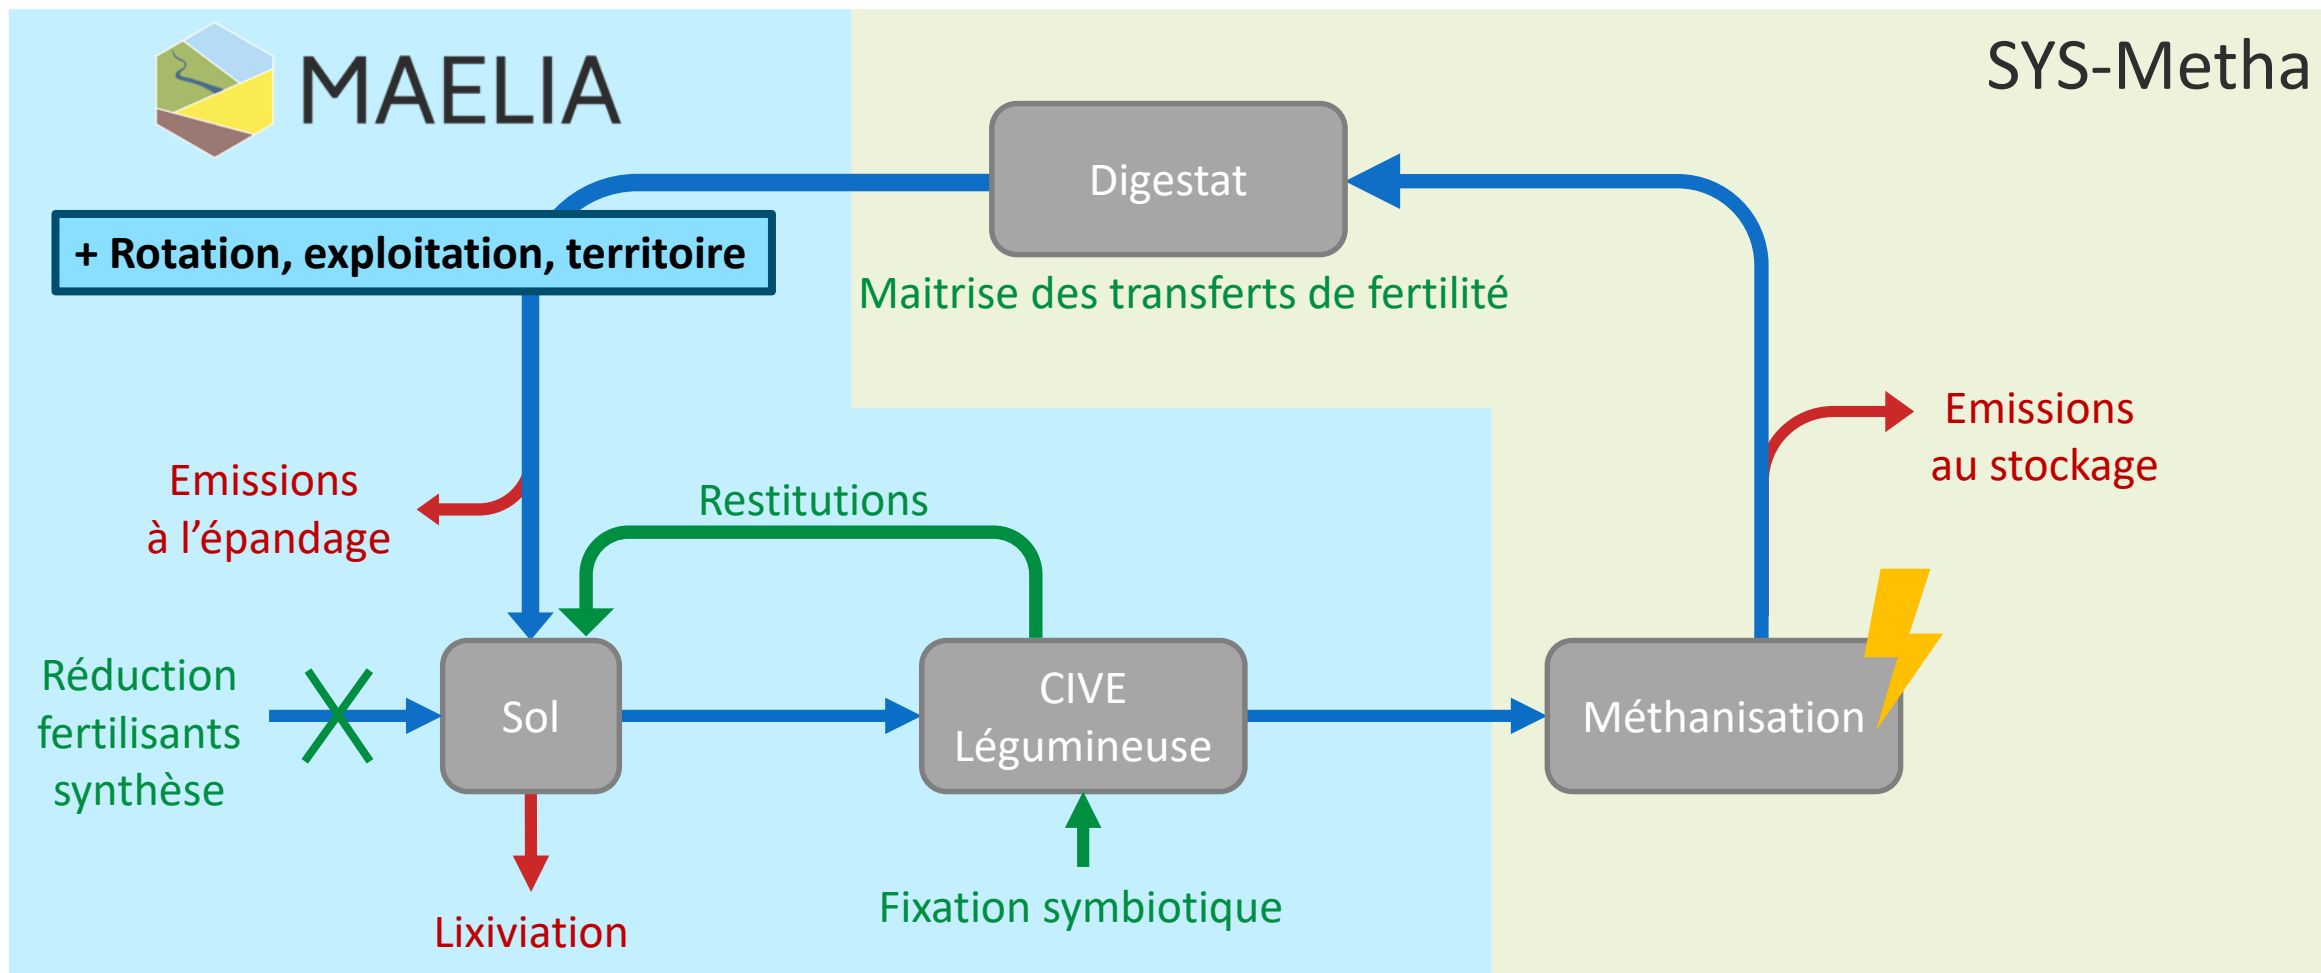 MAELIA
SYS-Metha
Digestat
+ Rotation, exploitation, territoire
Maitrise des transferts de fertilité
Emissions
au stockage
Emissions
à l’épandage
Restitutions
Réduction
fertilisants
synthèse
Sol
CIVE
Légumineuse
Méthanisation
Fixation symbiotique
Lixiviation